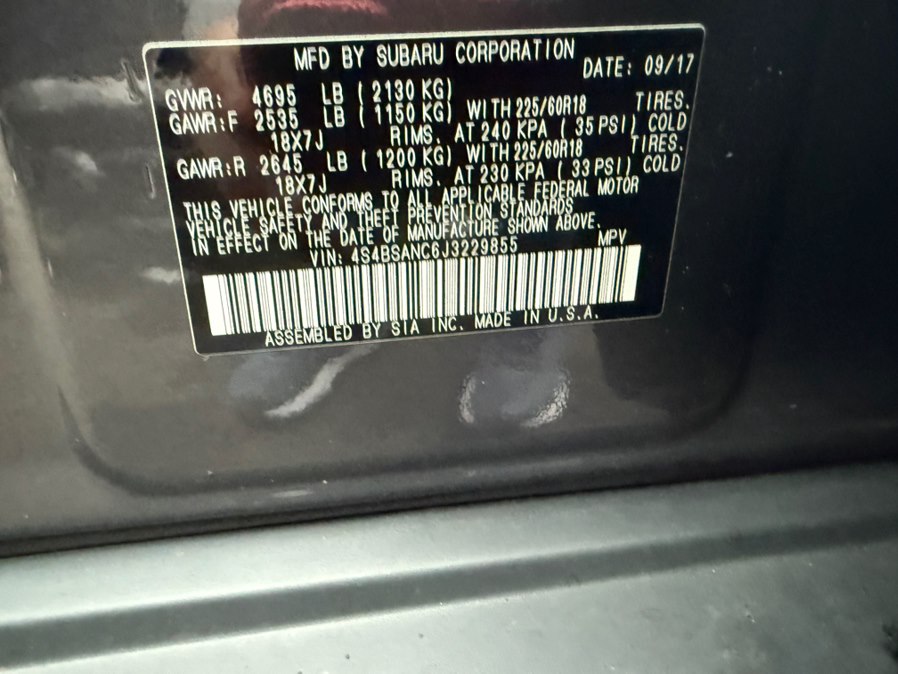 MFD BY SUBARU CORPORATION
DATE: 09/17
GVWR: 4695 LB ( 2130 KG)
GAWR:F 2535 LB ( 1150 KG) WITH 225/60R18 TIRES.
18X7J RIMS. AT 240 KPA ( 35 PSI) COLD
GAWR:R 2645 LB ( 1200 KG) WITH 225/60R18 TIRES.
18X7J RIMS. AT 230 KPA ( 33 PSI) COLD
THIS VEHICLE CONFORMS TO ALL APPLICABLE FEDERAL MOTOR
VEHICLE SAFETY AND THEFT PREVENTION STANDARDS
IN EFFECT ON THE DATE OF MANUFACTURE SHOWN ABOVE.
VIN: 4S4BSANC6J3229855 MPV
ASSEMBLED BY SIA INC. MADE IN U.S.A.